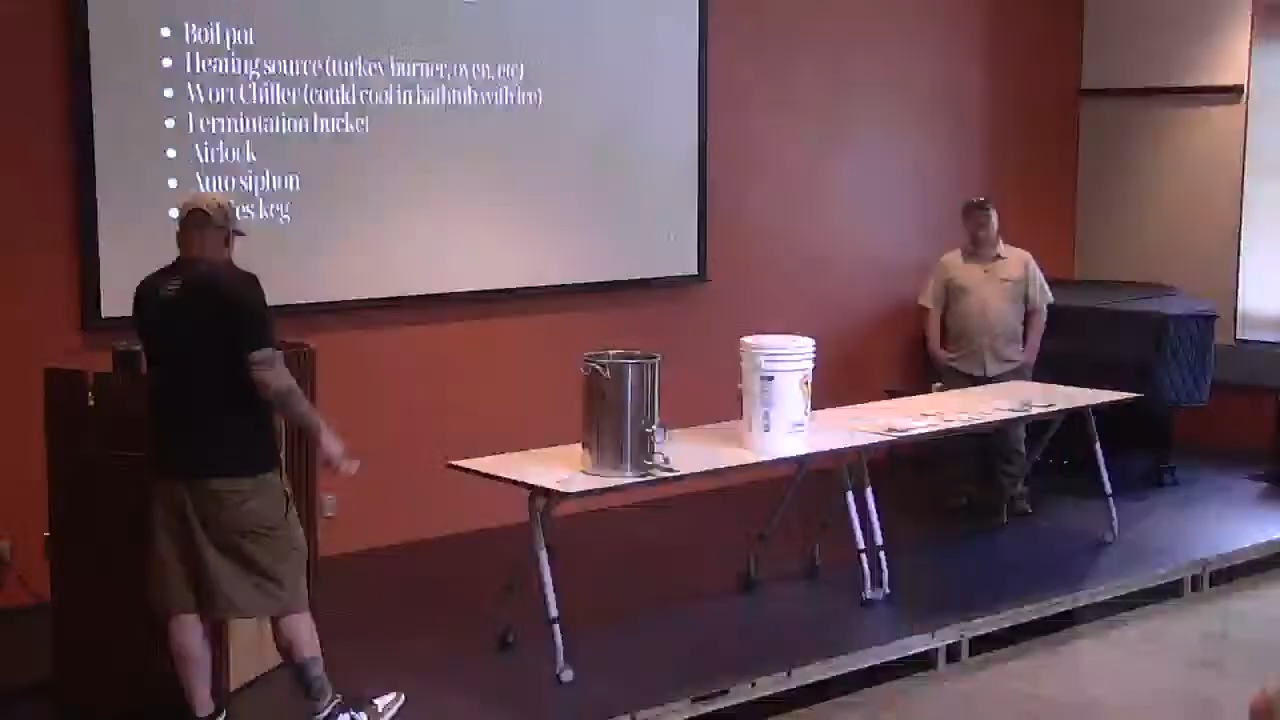 Boil pot
Heating source (turkey burner, oven, etc)
Wort Chiller (could cool in bathtub with ice)
Fermintation bucket
Airlock
Auto siphon
keg